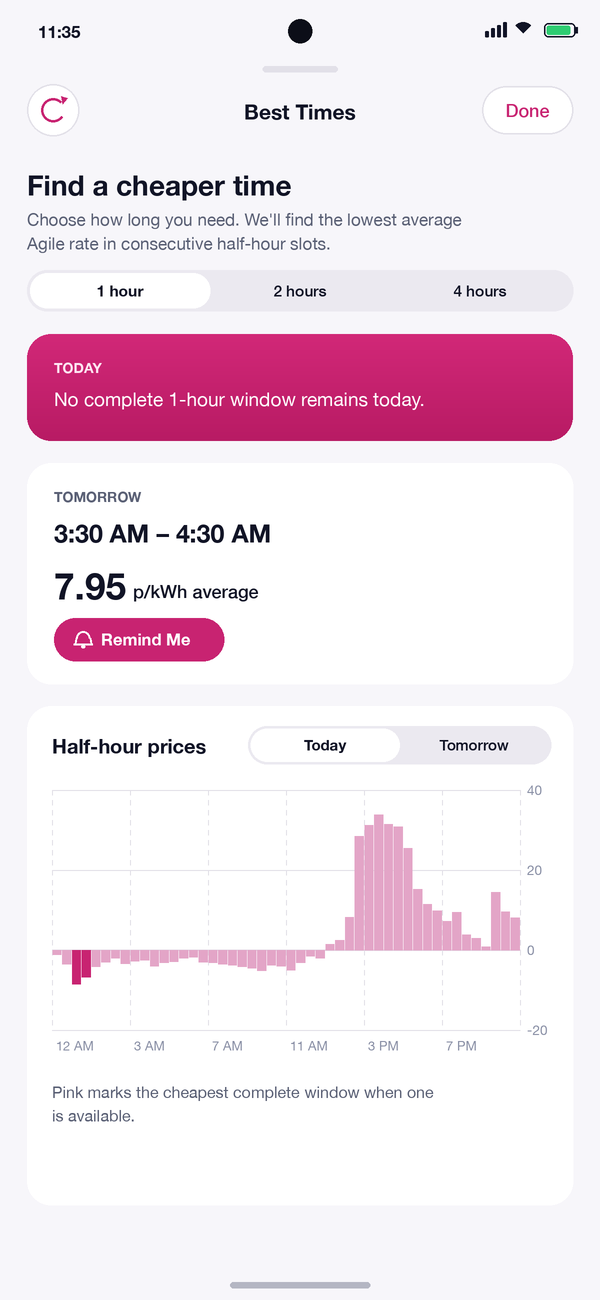 11:35
Best Times
Done
Find a cheaper time
Choose how long you need. We'll find the lowest average
Agile rate in consecutive half-hour slots.
1 hour
2 hours
4 hours
TODAY
No complete 1-hour window remains today.
TOMORROW
3:30 AM – 4:30 AM
7.95 p/kWh average
Remind Me
Half-hour prices
Today
Tomorrow
40
20
0
-20
12 AM
3 AM
7 AM
11 AM
3 PM
7 PM
Pink marks the cheapest complete window when one
is available.